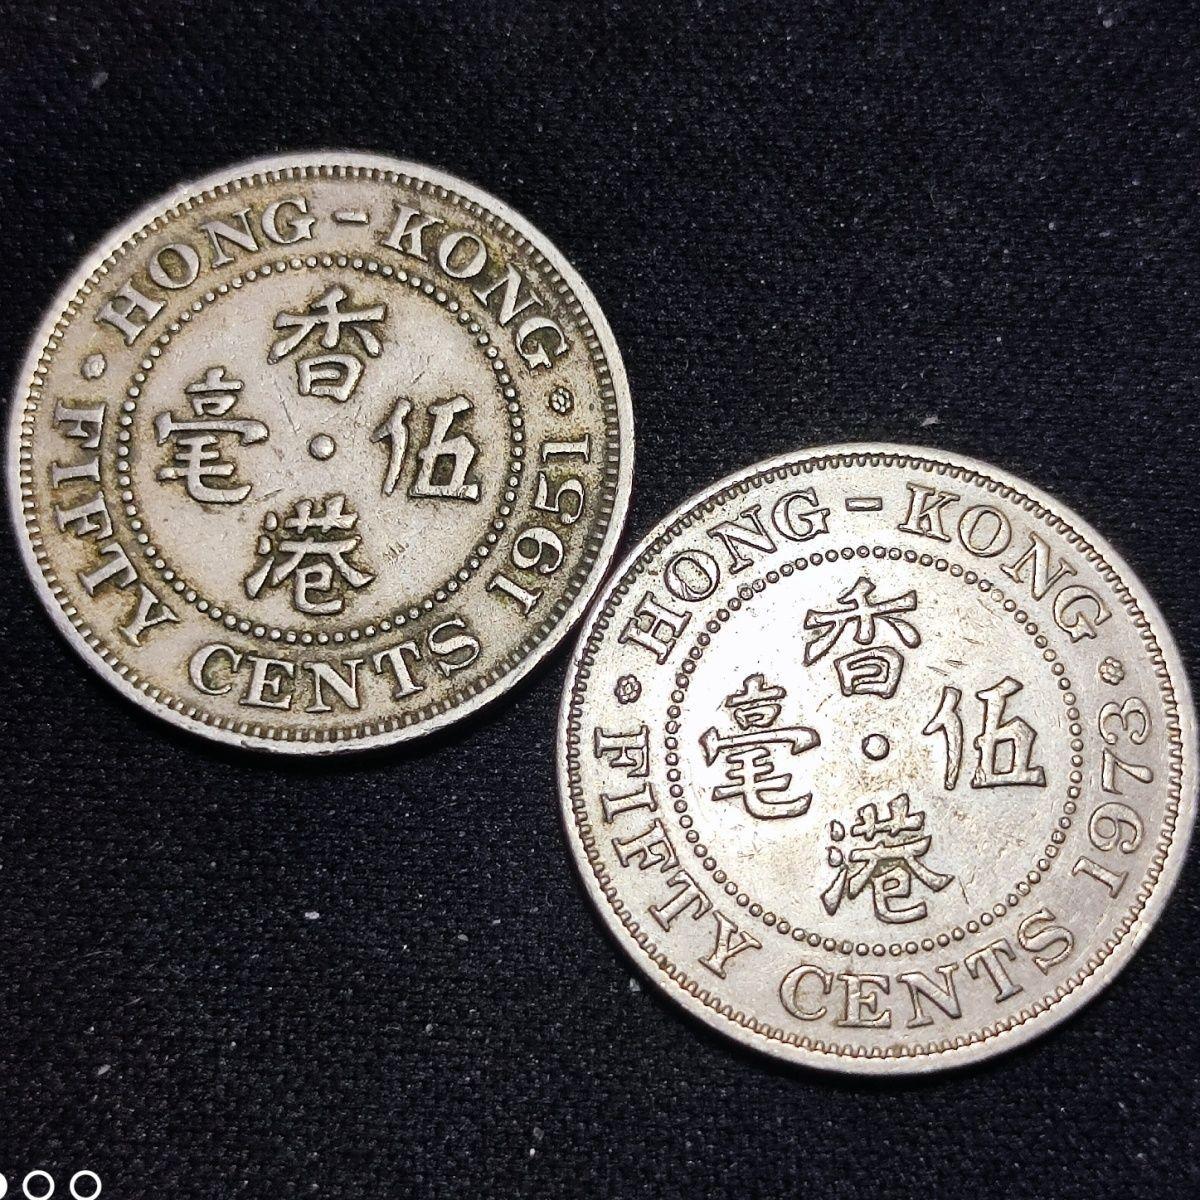 HONG-KONG
FIFTY CENTS 1951
香港
伍毫
HONG-KONG
FIFTY CENTS 1973
香港
伍毫